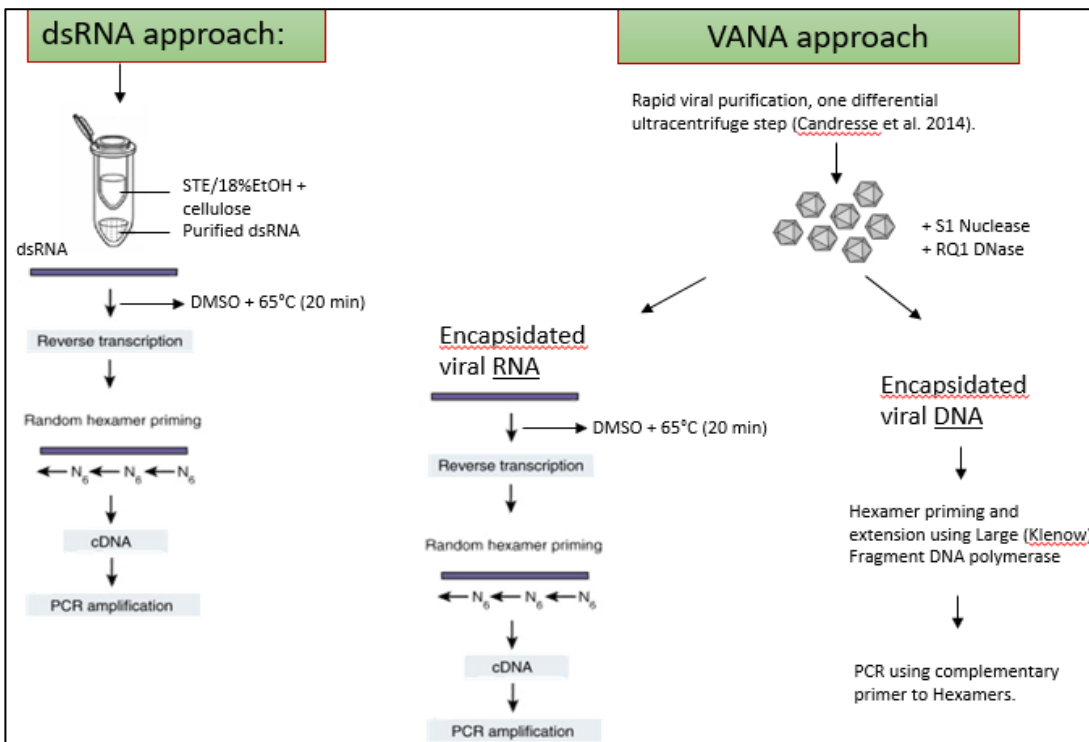 dsRNA approach:
STE/18%EtOH +
cellulose
Purified dsRNA
dsRNA
DMSO + 65°C (20 min)
Reverse transcription
Random hexamer priming
N6 N6 N6
cDNA
PCR amplification
VANA approach
Rapid viral purification, one differential
ultracentrifuge step (Candresse et al. 2014).
+ S1 Nuclease
+ RQ1 DNase
Encapsidated
viral RNA
DMSO + 65°C (20 min)
Reverse transcription
Random hexamer priming
N6 N6 N6
cDNA
PCR amplification
Encapsidated
viral DNA
Hexamer priming and
extension using Large (Klenow)
Fragment DNA polymerase
PCR using complementary
primer to Hexamers.